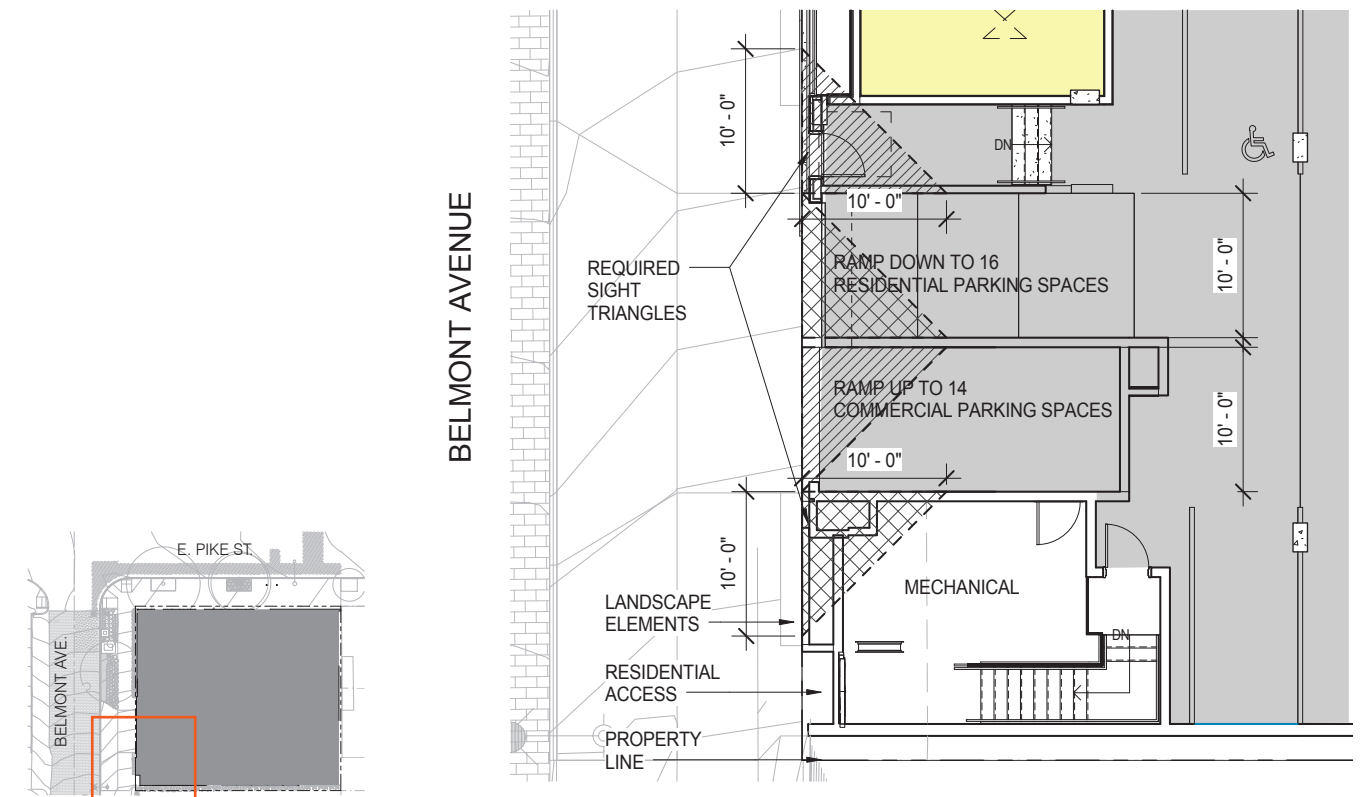 BELMONT AVENUE
E. PIKE ST.
BELMONT AVE.
10' - 0"
DN
10' - 0"
REQUIRED
SIGHT
TRIANGLES
RAMP DOWN TO 16
RESIDENTIAL PARKING SPACES
10' - 0"
RAMP UP TO 14
COMMERCIAL PARKING SPACES
10' - 0"
10' - 0"
10' - 0"
MECHANICAL
LANDSCAPE
ELEMENTS
DN
RESIDENTIAL
ACCESS
PROPERTY
LINE